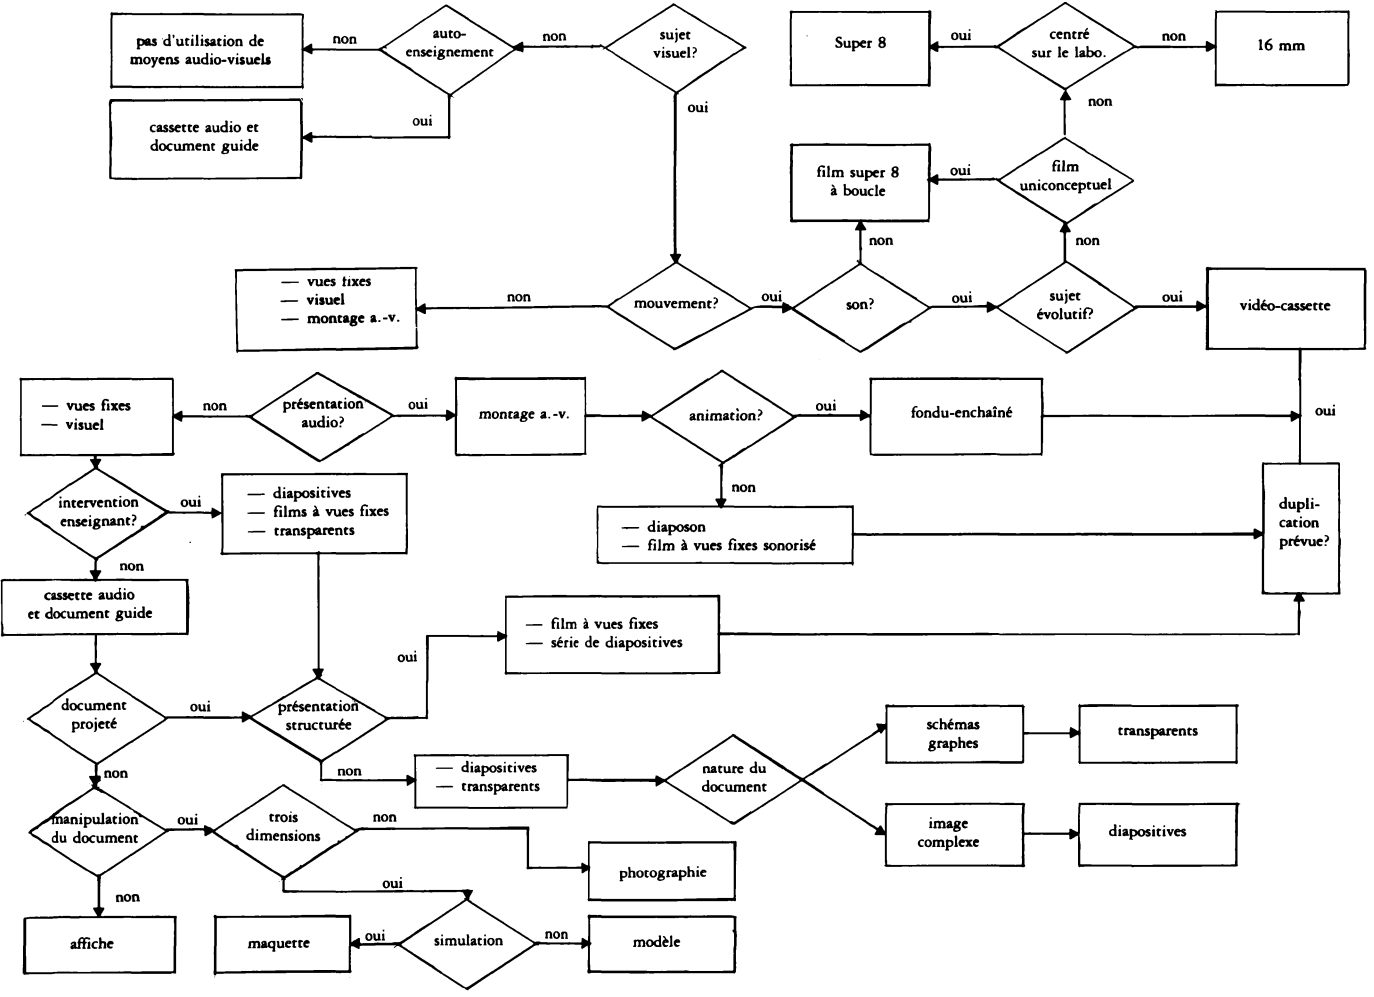 pas d'utilisation de
moyens audio-visuels
non
auto-
enseignement
non
sujet
visuel?
Super 8
oui
centré
sur le labo.
non
16 mm
oui
non
cassette audio et
document guide
oui
film super 8
à boucle
oui
film
uniconceptuel
non
non
— vues fixes
— visuel
— montage a.-v.
non
mouvement?
oui
son?
oui
sujet
évolutif?
oui
vidéo-cassette
— vues fixes
— visuel
non
présentation
audio?
oui
montage a.-v.
animation?
oui
fondu-enchaîné
oui
non
intervention
enseignant?
oui
— diapositives
— films à vues fixes
— transparents
— diaposon
— film à vues fixes sonorisé
dupli-
cation
prévue?
non
cassette audio
et document guide
— film à vues fixes
— série de diapositives
oui
document
projeté
oui
présentation
structurée
non
— diapositives
— transparents
nature du
document
schémas
graphes
transparents
image
complexe
diapositives
non
manipulation
du document
oui
trois
dimensions
non
photographie
oui
non
affiche
maquette
oui
simulation
non
modèle